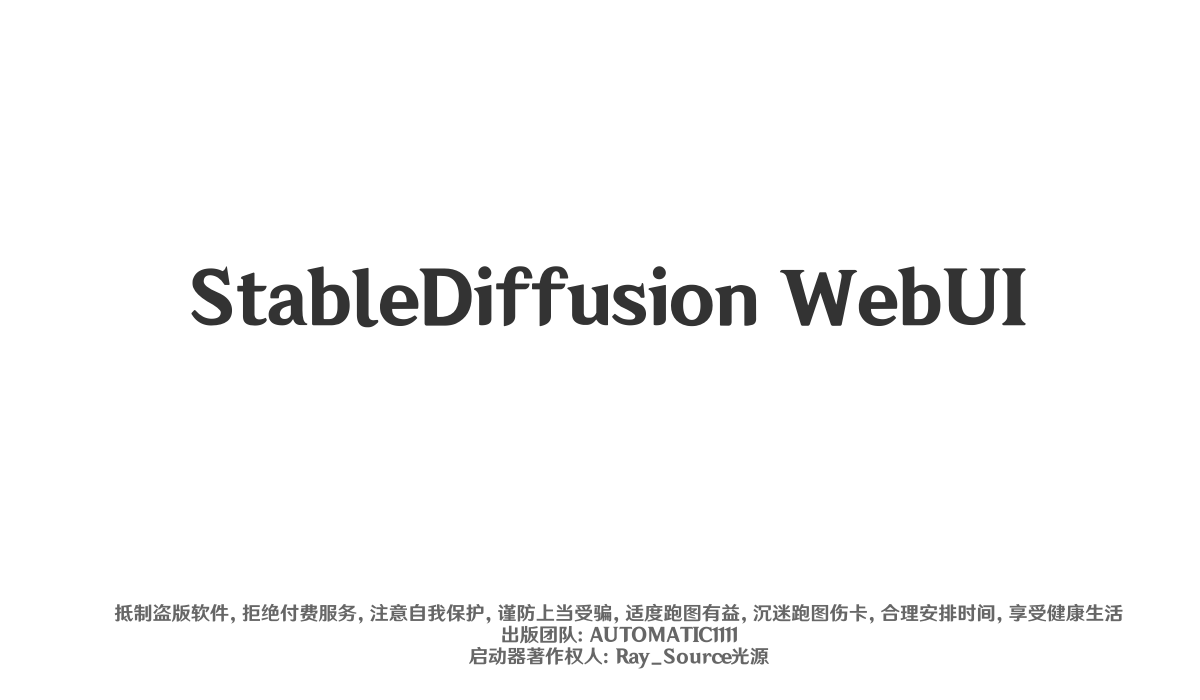 StableDiffusion WebUI
抵制盗版软件, 拒绝付费服务, 注意自我保护, 谨防上当受骗, 适度跑图有益, 沉迷跑图伤卡, 合理安排时间, 享受健康生活
出版团队: AUTOMATIC1111
启动器著作权人: Ray_Source光源